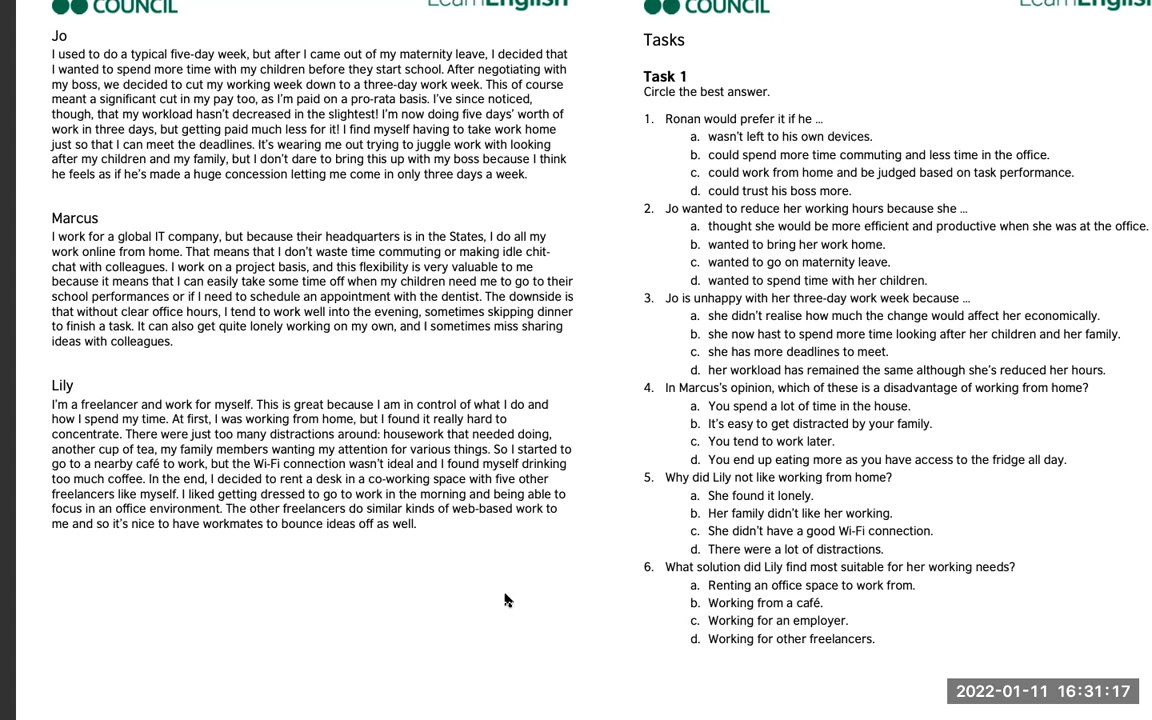 COUNCIL
LearnEnglish
Jo
I used to do a typical five-day week, but after I came out of my maternity leave, I decided that
I wanted to spend more time with my children before they start school. After negotiating with
my boss, we decided to cut my working week down to a three-day work week. This of course
meant a significant cut in my pay too, as I'm paid on a pro-rata basis. I've since noticed,
though, that my workload hasn't decreased in the slightest! I'm now doing five days' worth of
work in three days, but getting paid much less for it! I find myself having to take work home
just so that I can meet the deadlines. It's wearing me out trying to juggle work with looking
after my children and my family, but I don't dare to bring this up with my boss because I think
he feels as if he's made a huge concession letting me come in only three days a week.
Marcus
I work for a global IT company, but because their headquarters is in the States, I do all my
work online from home. That means that I don't waste time commuting or making idle chit-
chat with colleagues. I work on a project basis, and this flexibility is very valuable to me
because it means that I can easily take some time off when my children need me to go to their
school performances or if I need to schedule an appointment with the dentist. The downside is
that without clear office hours, I tend to work well into the evening, sometimes skipping dinner
to finish a task. It can also get quite lonely working on my own, and I sometimes miss sharing
ideas with colleagues.
Lily
I'm a freelancer and work for myself. This is great because I am in control of what I do and
how I spend my time. At first, I was working from home, but I found it really hard to
concentrate. There were just too many distractions around: housework that needed doing,
another cup of tea, my family members wanting my attention for various things. So I started to
go to a nearby café to work, but the Wi-Fi connection wasn't ideal and I found myself drinking
too much coffee. In the end, I decided to rent a desk in a co-working space with five other
freelancers like myself. I liked getting dressed to go to work in the morning and being able to
focus in an office environment. The other freelancers do similar kinds of web-based work to
me and so it's nice to have workmates to bounce ideas off as well.
COUNCIL
LearnEnglish
Tasks
Task 1
Circle the best answer.
1. Ronan would prefer it if he …
a. wasn't left to his own devices.
b. could spend more time commuting and less time in the office.
c. could work from home and be judged based on task performance.
d. could trust his boss more.
2. Jo wanted to reduce her working hours because she …
a. thought she would be more efficient and productive when she was at the office.
b. wanted to bring her work home.
c. wanted to go on maternity leave.
d. wanted to spend time with her children.
3. Jo is unhappy with her three-day work week because …
a. she didn't realise how much the change would affect her economically.
b. she now hast to spend more time looking after her children and her family.
c. she has more deadlines to meet.
d. her workload has remained the same although she's reduced her hours.
4. In Marcus's opinion, which of these is a disadvantage of working from home?
a. You spend a lot of time in the house.
b. It's easy to get distracted by your family.
c. You tend to work later.
d. You end up eating more as you have access to the fridge all day.
5. Why did Lily not like working from home?
a. She found it lonely.
b. Her family didn't like her working.
c. She didn't have a good Wi-Fi connection.
d. There were a lot of distractions.
6. What solution did Lily find most suitable for her working needs?
a. Renting an office space to work from.
b. Working from a café.
c. Working for an employer.
d. Working for other freelancers.
2022-01-11 16:31:17